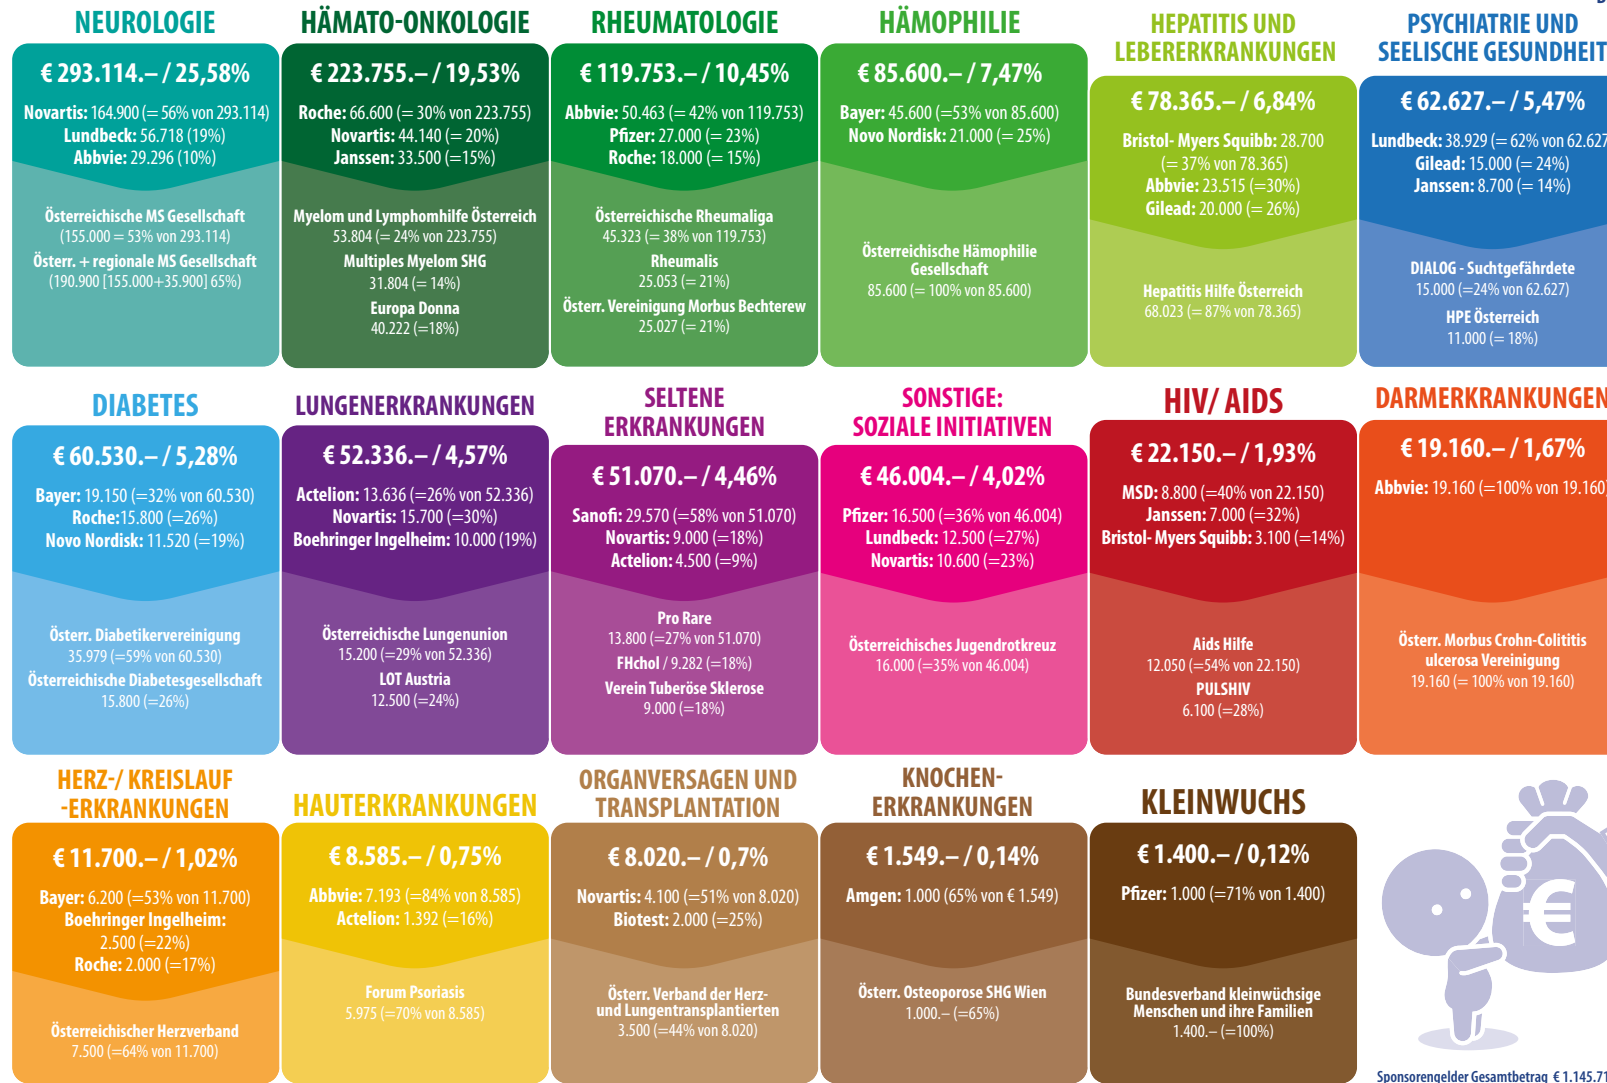 NEUROLOGIE
€ 293.114.– / 25,58%
Novartis: 164.900 (= 56% von 293.114)
Lundbeck: 56.718 (19%)
Abbvie: 29.296 (10%)
Österreichische MS Gesellschaft
(155.000 = 53% von 293.114)
Österr. + regionale MS Gesellschaft
(190.900 [155.000+35.900] 65%)
HÄMATO-ONKOLOGIE
€ 223.755.– / 19,53%
Roche: 66.600 (= 30% von 223.755)
Novartis: 44.140 (= 20%)
Janssen: 33.500 (=15%)
Myelom und Lymphomhilfe Österreich
53.804 (= 24% von 223.755)
Multiples Myelom SHG
31.804 (= 14%)
Europa Donna
40.222 (=18%)
RHEUMATOLOGIE
€ 119.753.– / 10,45%
Abbvie: 50.463 (= 42% von 119.753)
Pfizer: 27.000 (= 23%)
Roche: 18.000 (= 15%)
Österreichische Rheumaliga
45.323 (= 38% von 119.753)
Rheumalis
25.053 (= 21%)
Österr. Vereinigung Morbus Bechterew
25.027 (= 21%)
HÄMOPHILIE
€ 85.600.– / 7,47%
Bayer: 45.600 (=53% von 85.600)
Novo Nordisk: 21.000 (= 25%)
Österreichische Hämophilie
Gesellschaft
85.600 (= 100% von 85.600)
HEPATITIS UND
LEBERERKRANKUNGEN
€ 78.365.– / 6,84%
Bristol- Myers Squibb: 28.700
(= 37% von 78.365)
Abbvie: 23.515 (=30%)
Gilead: 20.000 (= 26%)
Hepatitis Hilfe Österreich
68.023 (= 87% von 78.365)
PSYCHIATRIE UND
SEELISCHE GESUNDHEIT
€ 62.627.– / 5,47%
Lundbeck: 38.929 (= 62% von 62.627
Gilead: 15.000 (= 24%)
Janssen: 8.700 (= 14%)
DIALOG - Suchtgefährdete
15.000 (=24% von 62.627)
HPE Österreich
11.000 (= 18%)
DIABETES
€ 60.530.– / 5,28%
Bayer: 19.150 (=32% von 60.530)
Roche:15.800 (=26%)
Novo Nordisk: 11.520 (=19%)
Österr. Diabetikervereinigung
35.979 (=59% von 60.530)
Österreichische Diabetesgesellschaft
15.800 (=26%)
LUNGENERKRANKUNGEN
€ 52.336.– / 4,57%
Actelion: 13.636 (=26% von 52.336)
Novartis: 15.700 (=30%)
Boehringer Ingelheim: 10.000 (19%)
Österreichische Lungenunion
15.200 (=29% von 52.336)
LOT Austria
12.500 (=24%)
SELTENE
ERKRANKUNGEN
€ 51.070.– / 4,46%
Sanofi: 29.570 (=58% von 51.070)
Novartis: 9.000 (=18%)
Actelion: 4.500 (=9%)
Pro Rare
13.800 (=27% von 51.070)
FHchol / 9.282 (=18%)
Verein Tuberöse Sklerose
9.000 (=18%)
SONSTIGE:
SOZIALE INITIATIVEN
€ 46.004.– / 4,02%
Pfizer: 16.500 (=36% von 46.004)
Lundbeck: 12.500 (=27%)
Novartis: 10.600 (=23%)
Österreichisches Jugendrotkreuz
16.000 (=35% von 46.004)
HIV/ AIDS
€ 22.150.– / 1,93%
MSD: 8.800 (=40% von 22.150)
Janssen: 7.000 (=32%)
Bristol- Myers Squibb: 3.100 (=14%)
Aids Hilfe
12.050 (=54% von 22.150)
PULSHIV
6.100 (=28%)
DARMERKRANKUNGEN
€ 19.160.– / 1,67%
Abbvie: 19.160 (=100% von 19.160)
Österr. Morbus Crohn-Colititis
ulcerosa Vereinigung
19.160 (= 100% von 19.160)
HERZ-/ KREISLAUF
-ERKRANKUNGEN
€ 11.700.– / 1,02%
Bayer: 6.200 (=53% von 11.700)
Boehringer Ingelheim:
2.500 (=22%)
Roche: 2.000 (=17%)
Österreichischer Herzverband
7.500 (=64% von 11.700)
HAUTERKRANKUNGEN
€ 8.585.– / 0,75%
Abbvie: 7.193 (=84% von 8.585)
Actelion: 1.392 (=16%)
Forum Psoriasis
5.975 (=70% von 8.585)
ORGANVERSAGEN UND
TRANSPLANTATION
€ 8.020.– / 0,7%
Novartis: 4.100 (=51% von 8.020)
Biotest: 2.000 (=25%)
Österr. Verband der Herz-
und Lungentransplantierten
3.500 (=44% von 8.020)
KNOCHEN-
ERKRANKUNGEN
€ 1.549.– / 0,14%
Amgen: 1.000 (65% von € 1.549)
Österr. Osteoporose SHG Wien
1.000.– (=65%)
KLEINWUCHS
€ 1.400.– / 0,12%
Pfizer: 1.000 (=71% von 1.400)
Bundesverband kleinwüchsige
Menschen und ihre Familien
1.400.– (=100%)
€
Sponsorengelder Gesamtbetrag € 1.145.71